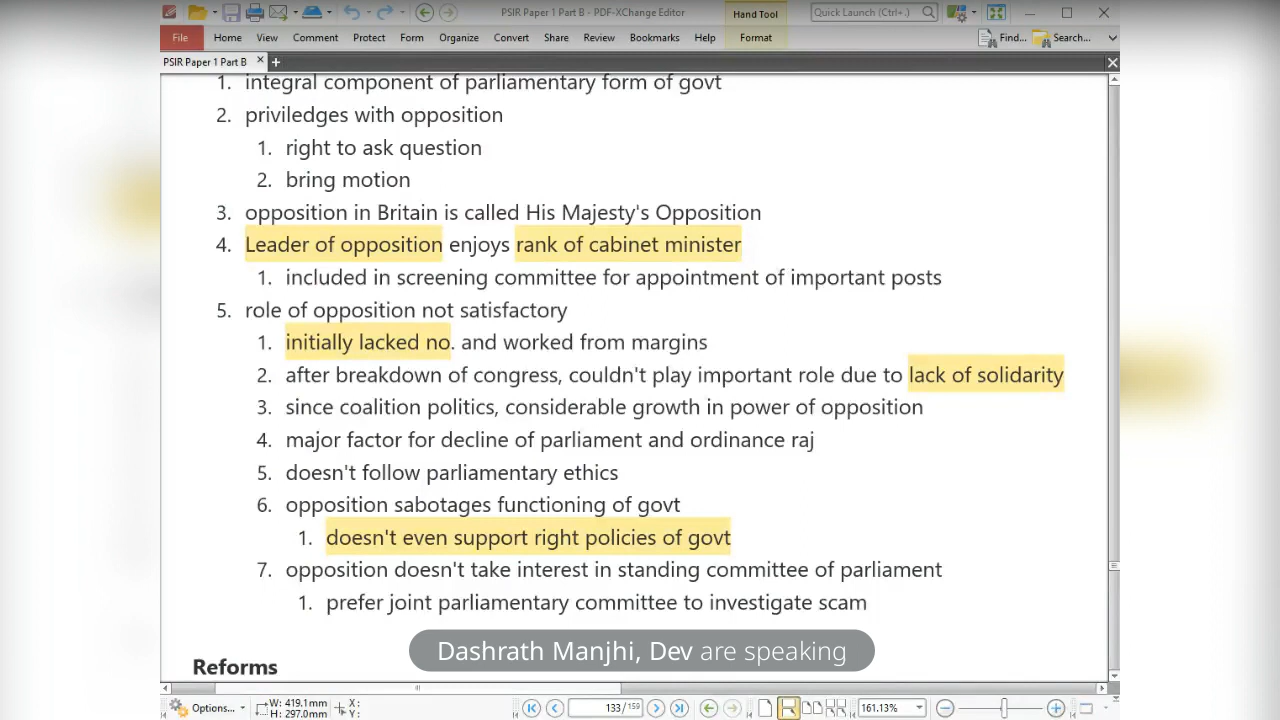 PSIR Paper 1 Part B - PDF-XChange Editor
Hand Tool
Quick Launch (Ctrl+.)
File Home View Comment Protect Form Organize Convert Share Review Bookmarks Help Format Find... Search...
PSIR Paper 1 Part B
1. integral component of parliamentary form of govt
2. priviledges with opposition
1. right to ask question
2. bring motion
3. opposition in Britain is called His Majesty's Opposition
4. Leader of opposition enjoys rank of cabinet minister
1. included in screening committee for appointment of important posts
5. role of opposition not satisfactory
1. initially lacked no. and worked from margins
2. after breakdown of congress, couldn't play important role due to lack of solidarity
3. since coalition politics, considerable growth in power of opposition
4. major factor for decline of parliament and ordinance raj
5. doesn't follow parliamentary ethics
6. opposition sabotages functioning of govt
1. doesn't even support right policies of govt
7. opposition doesn't take interest in standing committee of parliament
1. prefer joint parliamentary committee to investigate scam
Dashrath Manjhi, Dev are speaking
Reforms
Options...
W: 419.1mm
H: 297.0mm
X:
Y:
133/159
161.13%